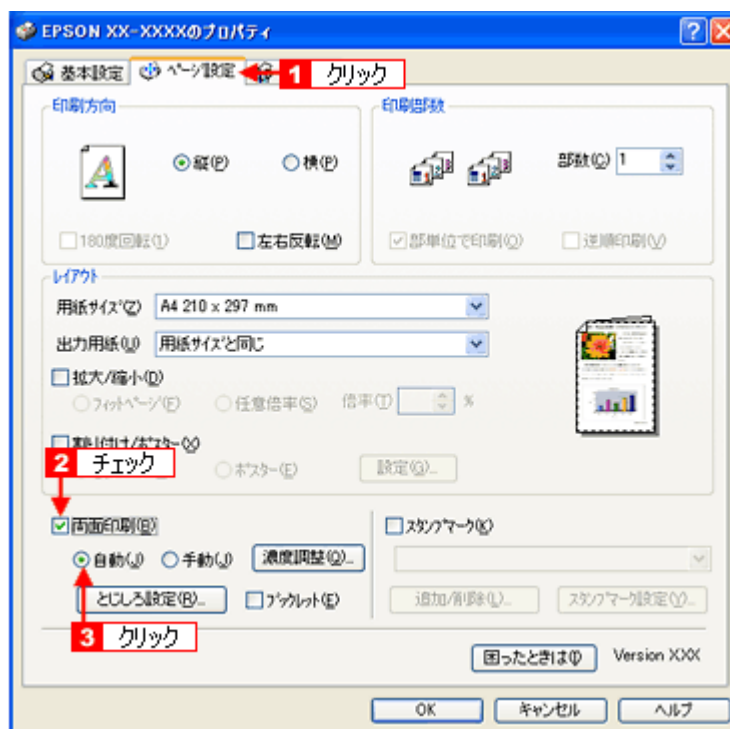 EPSON XX-XXXXのプロパティ
基本設定 ページ設定 1 クリック
印刷方向 印刷部数
縦(P) 横(P) 部数(C) 1
180度回転(I) 左右反転(M) 部単位で印刷(O) 逆順印刷(V)
レイアウト
用紙サイズ(Z) A4 210 x 297 mm
出力用紙(U) 用紙サイズと同じ
拡大/縮小(D)
フィットページ(F) 任意倍率(S) 倍率(T) %
割り付け/ポスター(X)
2 チェック ポスター(E) 設定(G)...
両面印刷(B) スタンプマーク(K)
自動(J) 手動(J) 濃度調整(Q)...
とじしろ設定(R)... ブックレット(E) 追加/削除(L)... スタンプマーク設定(Y)...
3 クリック
困ったときは(I) Version XXX
OK キャンセル ヘルプ